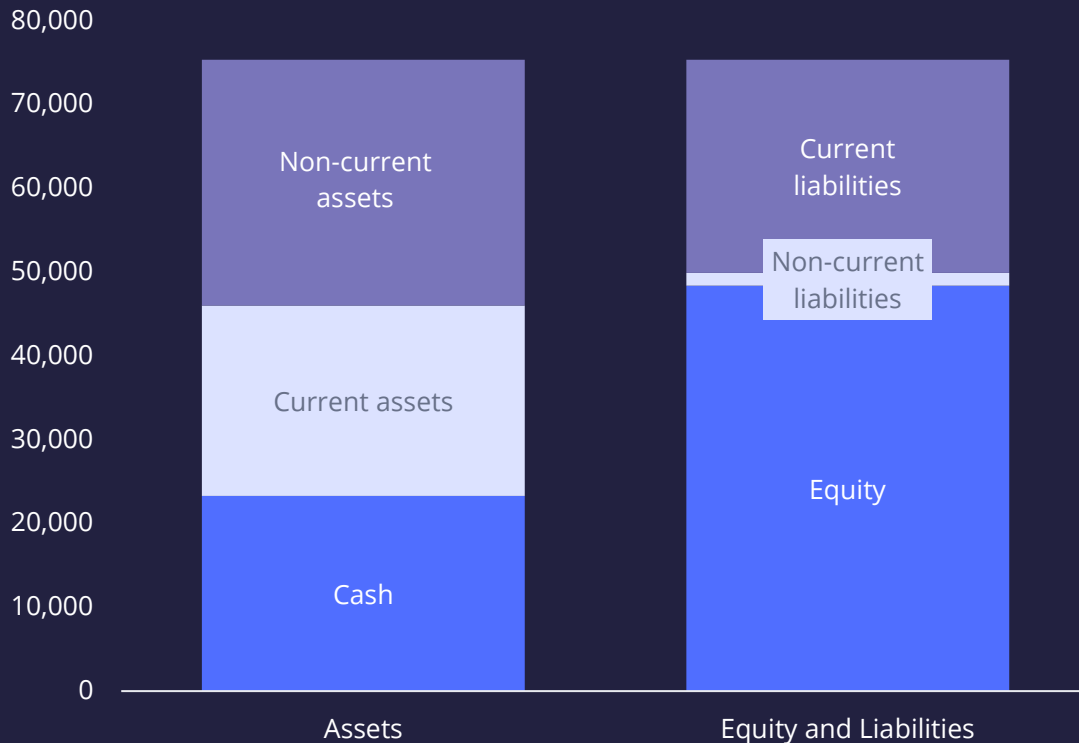 80,000
70,000
60,000
50,000
40,000
30,000
20,000
10,000
0
Non-current
assets
Current assets
Cash
Current
liabilities
Non-current
liabilities
Equity
Assets
Equity and Liabilities